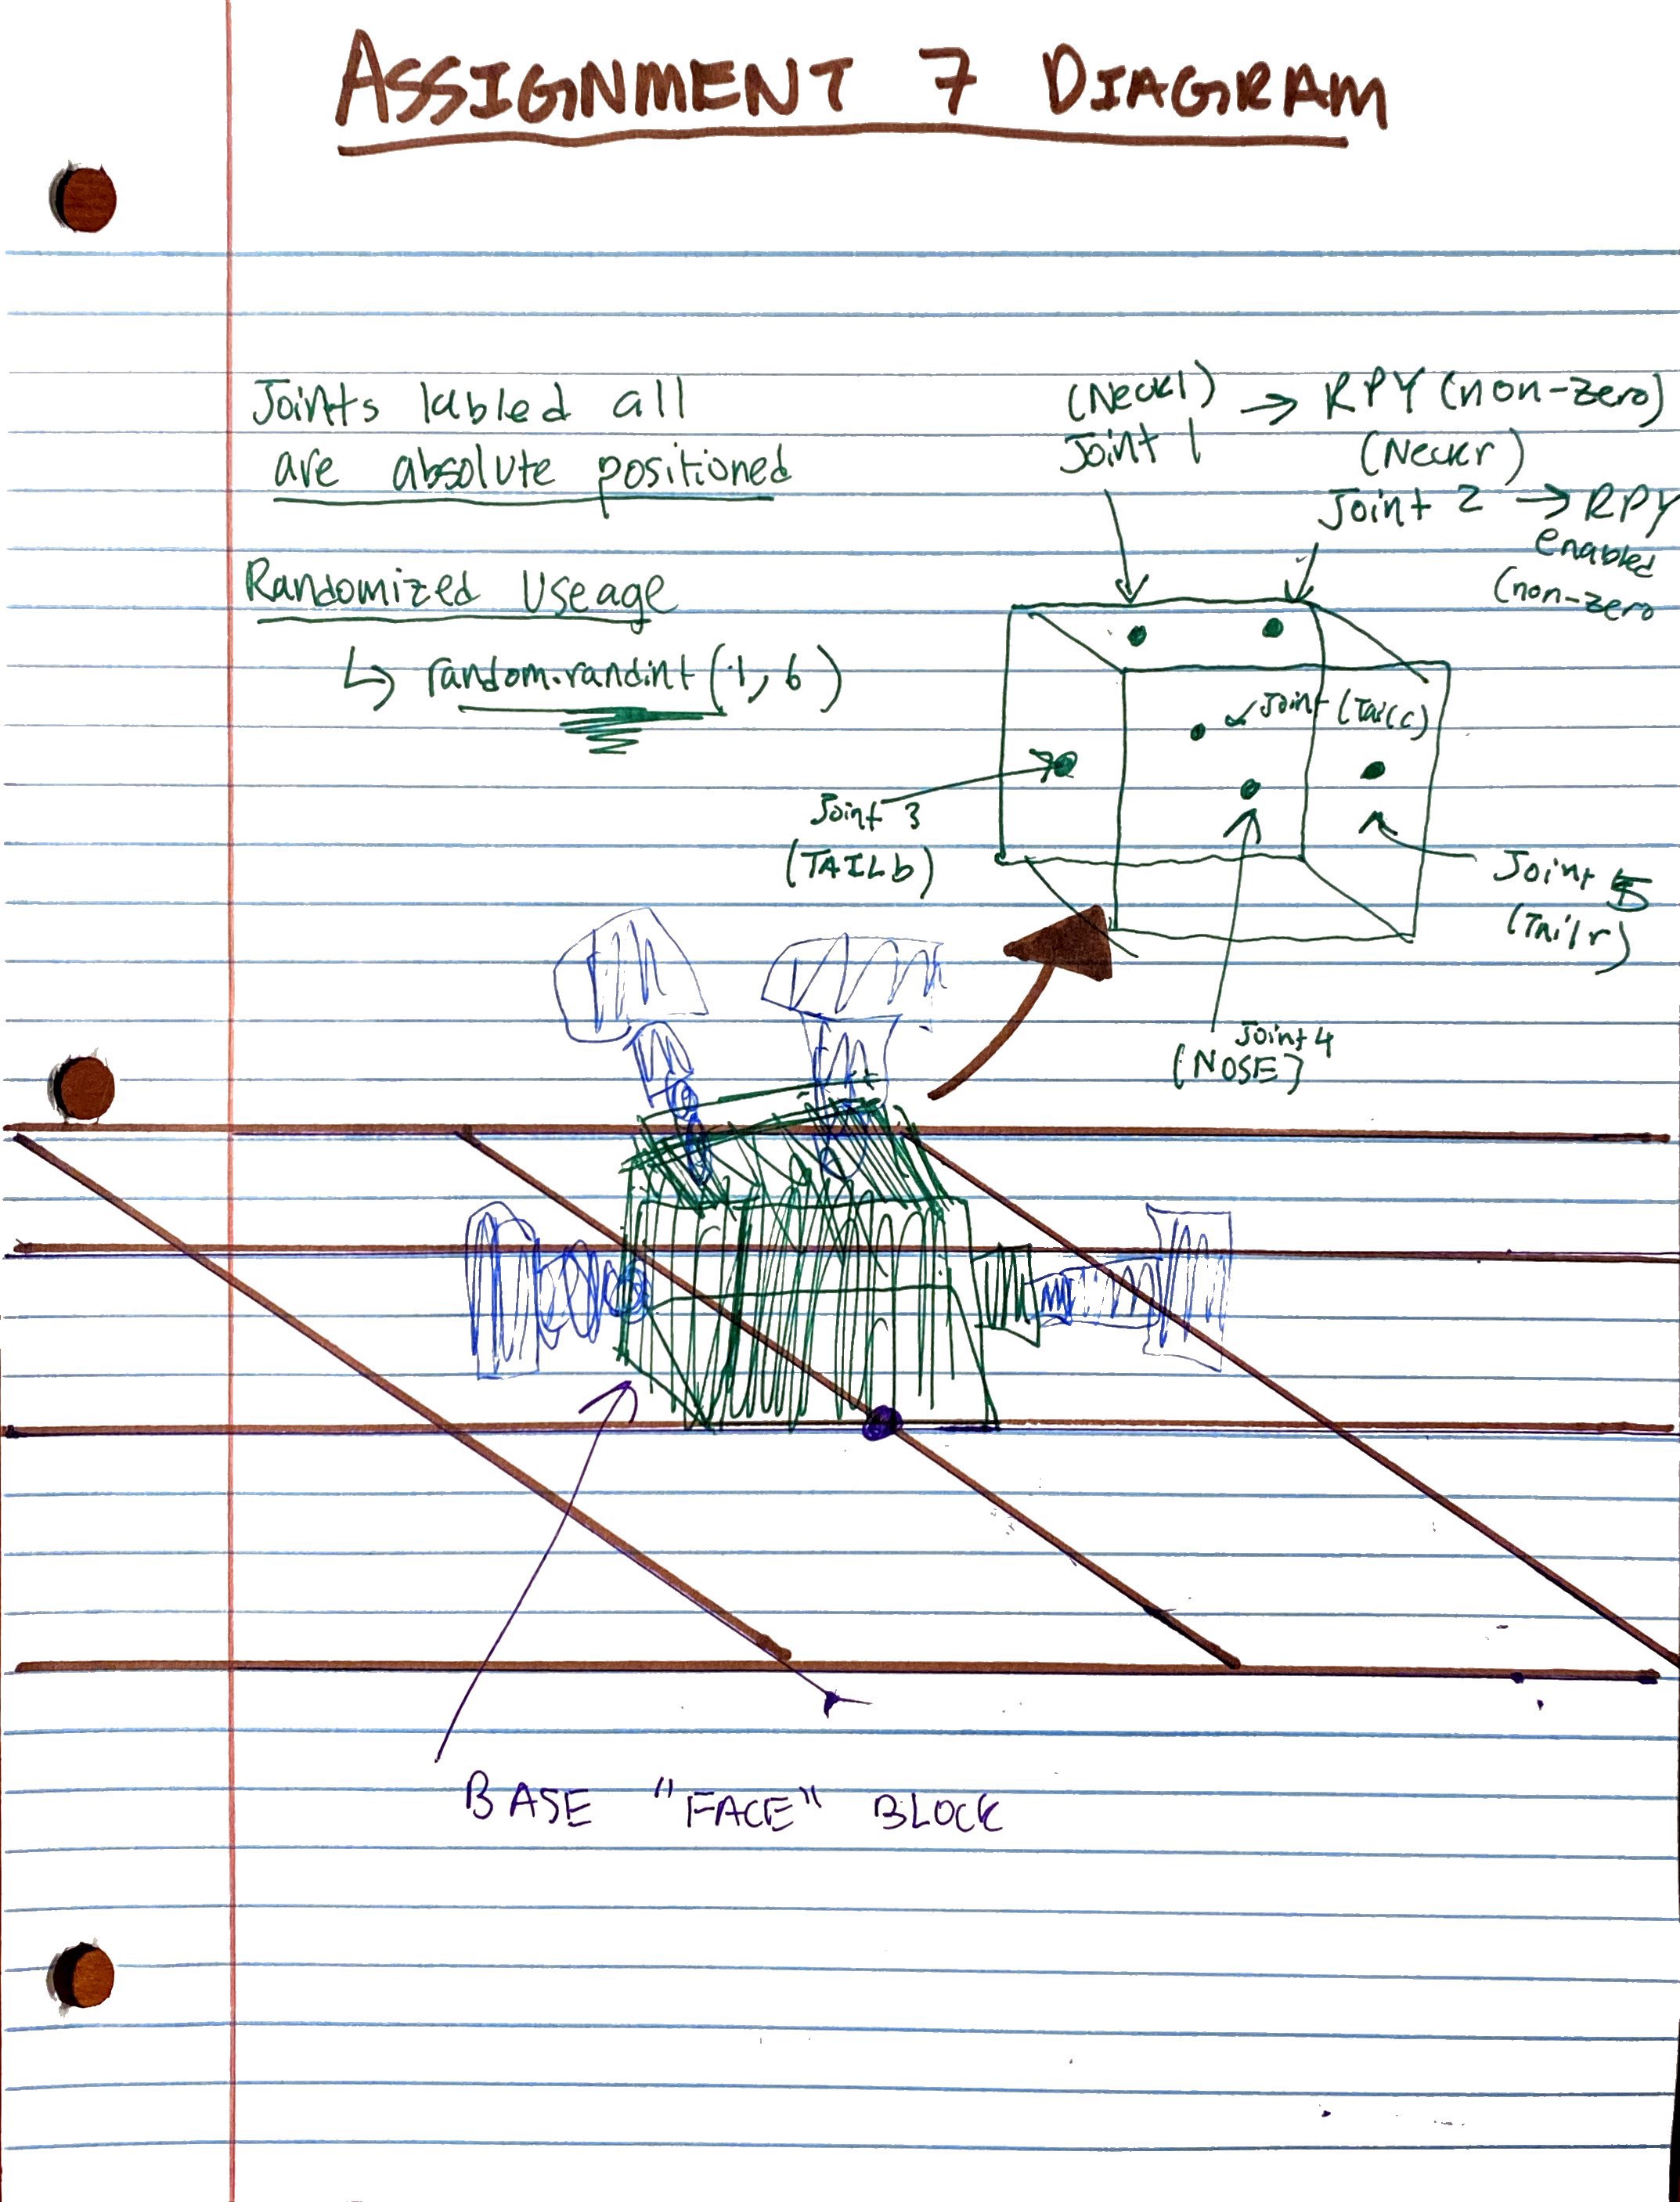 ASSIGNMENT 7 DIAGRAM
Joints labled all
are absolute positioned
Randomized Useage
↳ random.randint(1, 6)
(Neckl) → RPY (non-zero)
Joint 1
(Neckr)
Joint 2 → RPY
enabled
(non-zero
Joint (Tailc)
Joint 3
(TAILb)
Joint 5
(Tailr)
Joint 4
(NOSE)
BASE "FACE" BLOCK